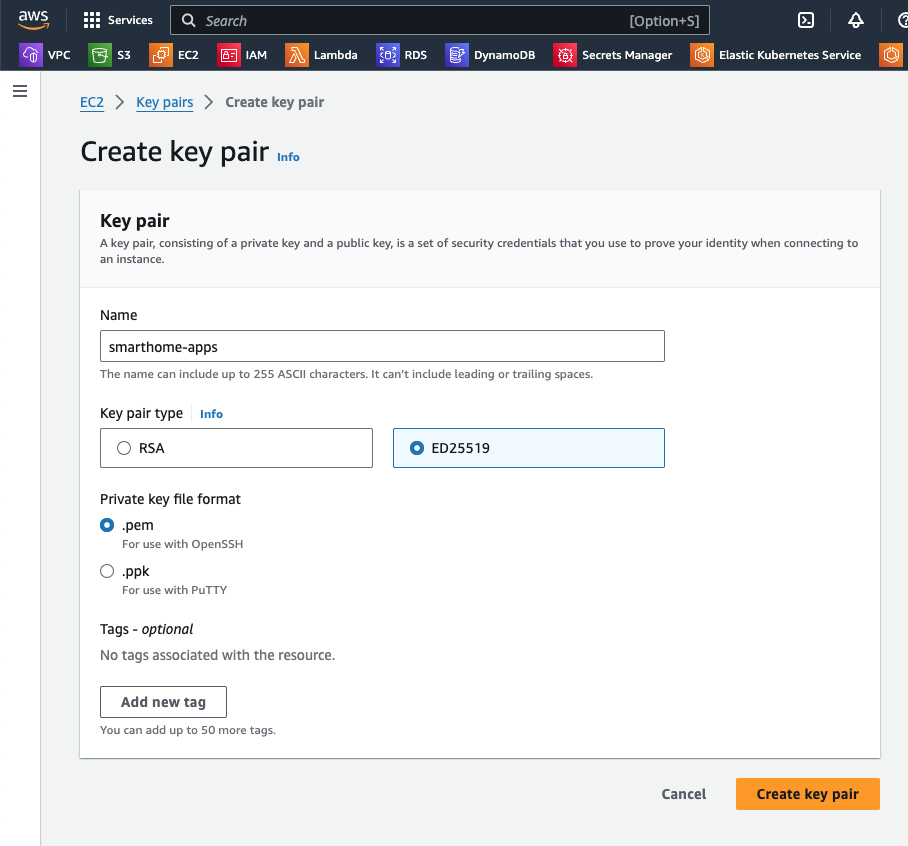 aws
Services
Search
[Option+S]
VPC
S3
EC2
IAM
Lambda
RDS
DynamoDB
Secrets Manager
Elastic Kubernetes Service
EC2
Key pairs
Create key pair
Create key pair Info
Key pair
A key pair, consisting of a private key and a public key, is a set of security credentials that you use to prove your identity when connecting to
an instance.
Name
smarthome-apps
The name can include up to 255 ASCII characters. It can't include leading or trailing spaces.
Key pair type Info
RSA
ED25519
Private key file format
.pem
For use with OpenSSH
.ppk
For use with PuTTY
Tags - optional
No tags associated with the resource.
Add new tag
You can add up to 50 more tags.
Cancel
Create key pair